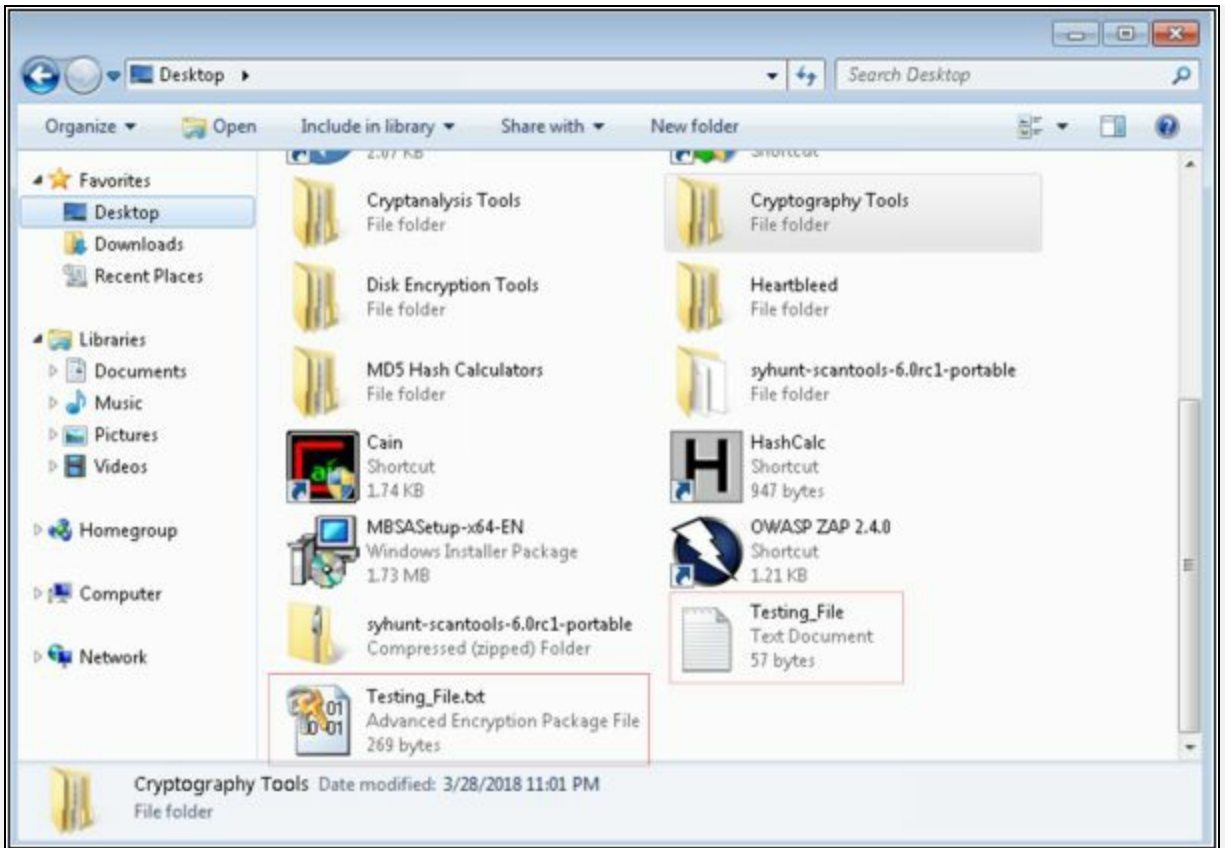 Desktop
Search Desktop
Organize
Open
Include in library
Share with
New folder
2.07 KB
Shortcut
Favorites
Desktop
Downloads
Recent Places
Libraries
Documents
Music
Pictures
Videos
Homegroup
Computer
Network
Cryptanalysis Tools
File folder
Cryptography Tools
File folder
Disk Encryption Tools
File folder
Heartbleed
File folder
MD5 Hash Calculators
File folder
syhunt-scantools-6.0rc1-portable
File folder
Cain
Shortcut
1.74 KB
HashCalc
Shortcut
947 bytes
MBSASetup-x64-EN
Windows Installer Package
1.73 MB
OWASP ZAP 2.4.0
Shortcut
1.21 KB
syhunt-scantools-6.0rc1-portable
Compressed (zipped) Folder
Testing_File
Text Document
57 bytes
Testing_File.txt
Advanced Encryption Package File
269 bytes
Cryptography Tools Date modified: 3/28/2018 11:01 PM
File folder